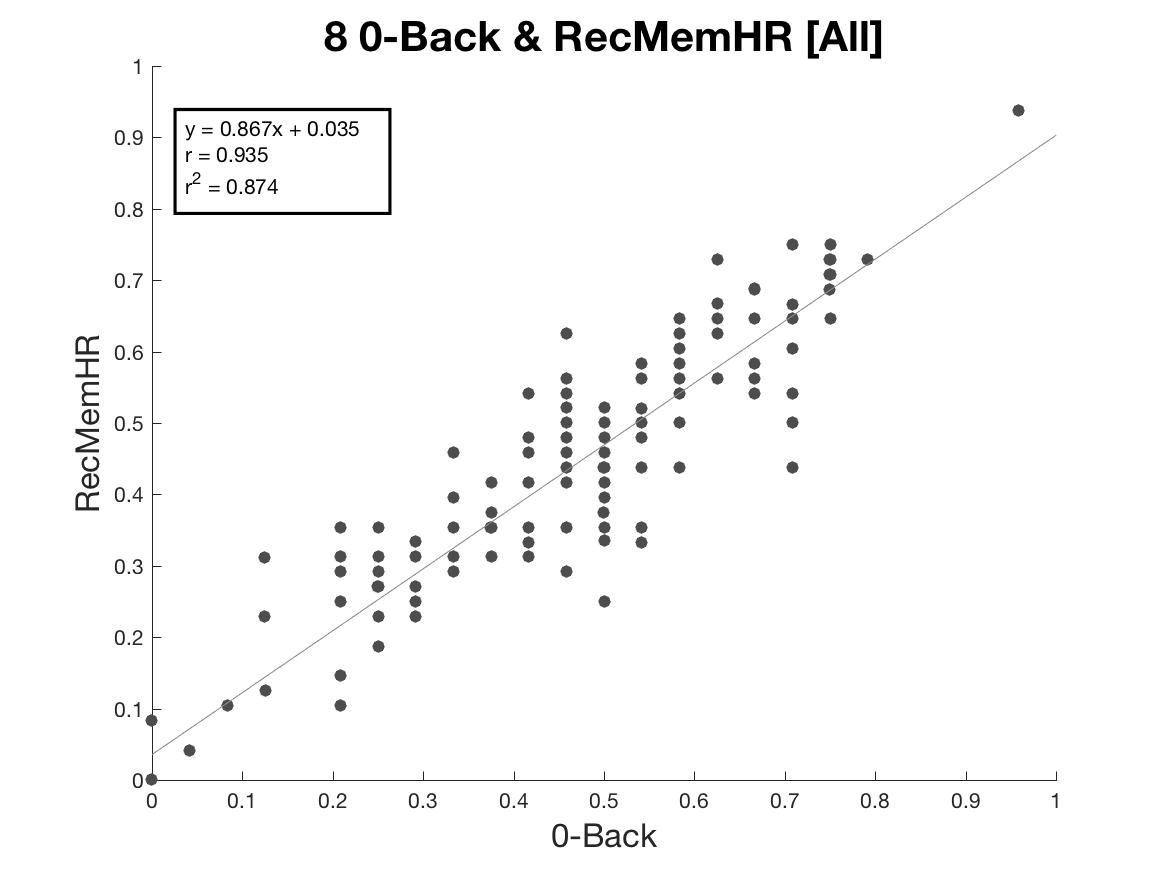 8 0-Back & RecMemHR [All]
y = 0.867x + 0.035
r = 0.935
r² = 0.874
RecMemHR
1
0.9
0.8
0.7
0.6
0.5
0.4
0.3
0.2
0.1
0
0 0.1 0.2 0.3 0.4 0.5 0.6 0.7 0.8 0.9 1
0-Back